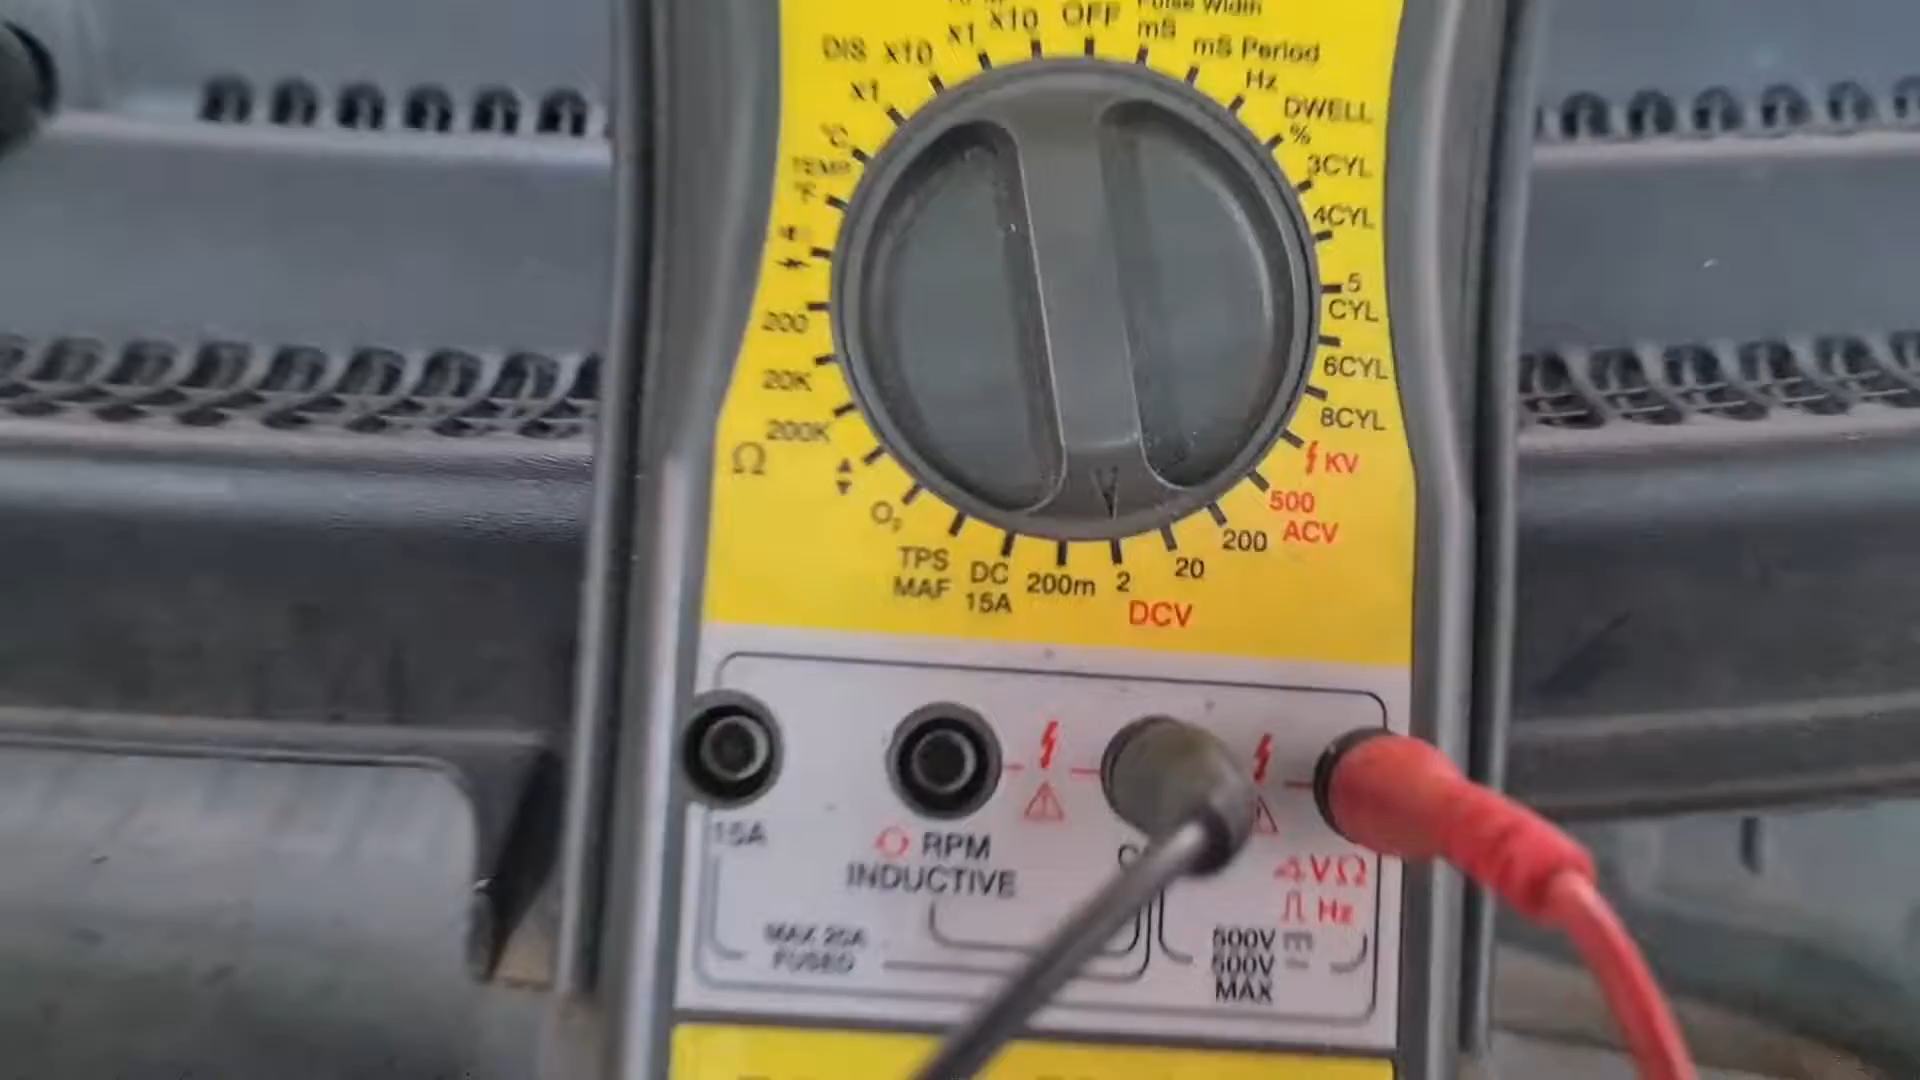 OFF
Pulse Width
mS
X10
X1
mS Period
Hz
DIS X10
X1
DWELL
%
°C
TEMP
°F
3CYL
4CYL
5
CYL
200
6CYL
20K
8CYL
200K
Ω
KV
500
ACV
O₂
200
TPS
MAF
DC
15A
200m
2
20
DCV
15A
RPM
INDUCTIVE
VΩ
Hz
MAX 20A
FUSED
500V
500V
MAX